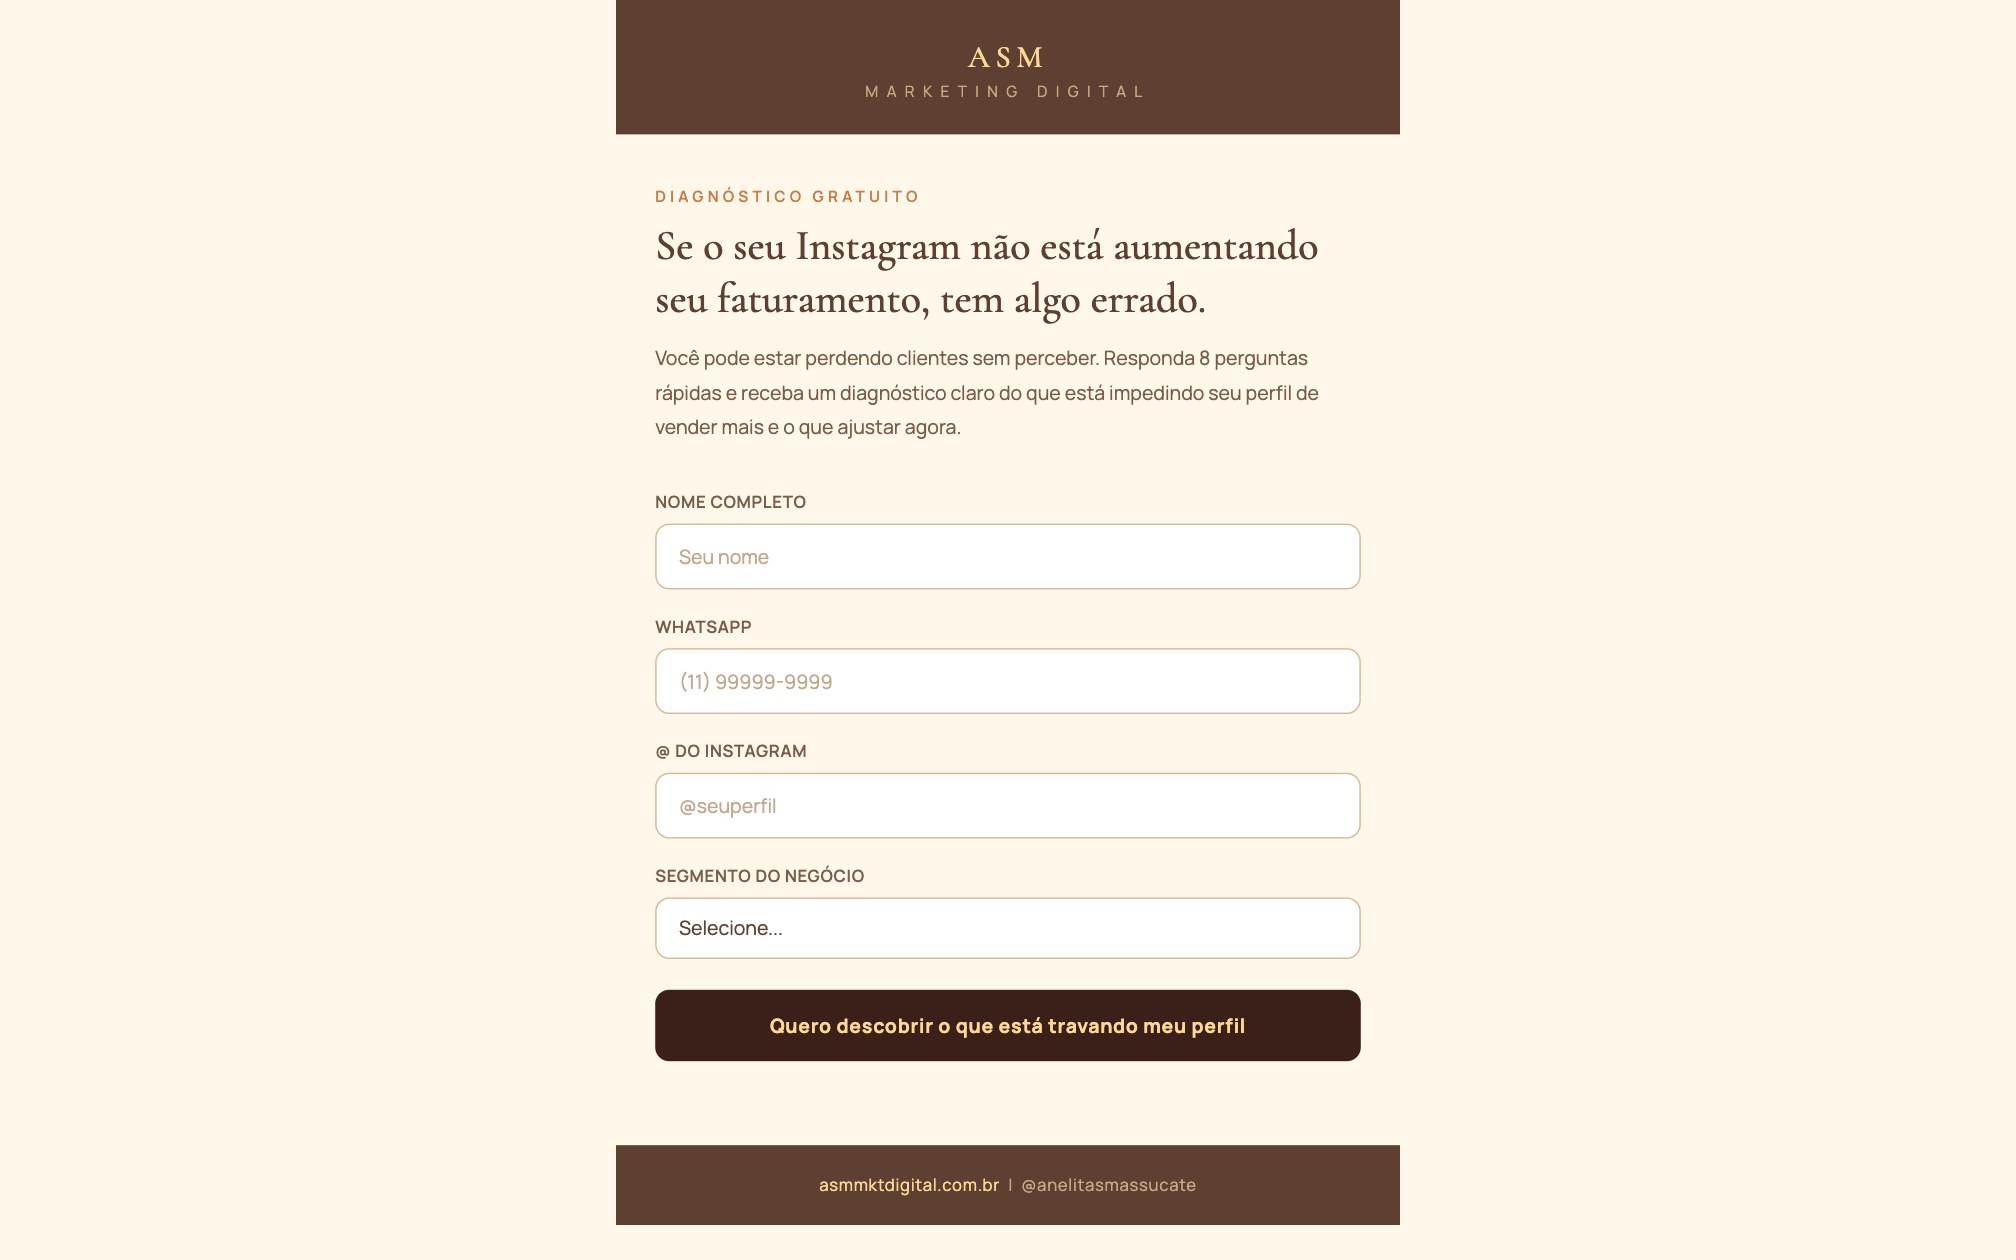 ASM
MARKETING DIGITAL
DIAGNÓSTICO GRATUITO
Se o seu Instagram não está aumentando
seu faturamento, tem algo errado.
Você pode estar perdendo clientes sem perceber. Responda 8 perguntas
rápidas e receba um diagnóstico claro do que está impedindo seu perfil de
vender mais e o que ajustar agora.
NOME COMPLETO
Seu nome
WHATSAPP
(11) 99999-9999
@ DO INSTAGRAM
@seuperfil
SEGMENTO DO NEGÓCIO
Selecione...
Quero descobrir o que está travando meu perfil
asmmktdigital.com.br | @anelitasmassucate